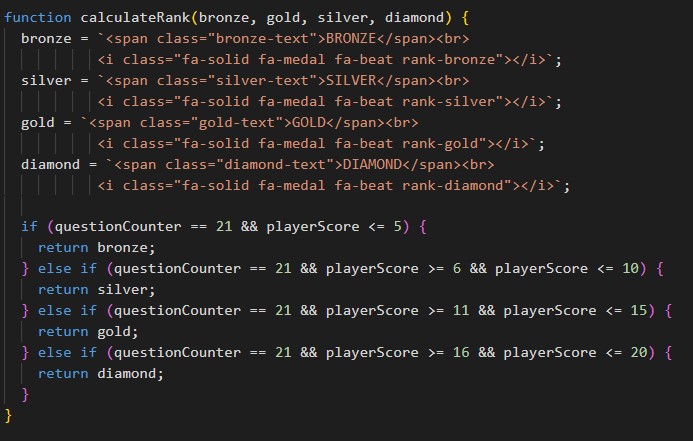 function calculateRank(bronze, gold, silver, diamond) {
  bronze = `<span class="bronze-text">BRONZE</span><br>
            <i class="fa-solid fa-medal fa-beat rank-bronze"></i>`;
  silver = `<span class="silver-text">SILVER</span><br>
            <i class="fa-solid fa-medal fa-beat rank-silver"></i>`;
  gold = `<span class="gold-text">GOLD</span><br>
            <i class="fa-solid fa-medal fa-beat rank-gold"></i>`;
  diamond = `<span class="diamond-text">DIAMOND</span><br>
            <i class="fa-solid fa-medal fa-beat rank-diamond"></i>`;

  if (questionCounter == 21 && playerScore <= 5) {
    return bronze;
  } else if (questionCounter == 21 && playerScore >= 6 && playerScore <= 10) {
    return silver;
  } else if (questionCounter == 21 && playerScore >= 11 && playerScore <= 15) {
    return gold;
  } else if (questionCounter == 21 && playerScore >= 16 && playerScore <= 20) {
    return diamond;
  }
}